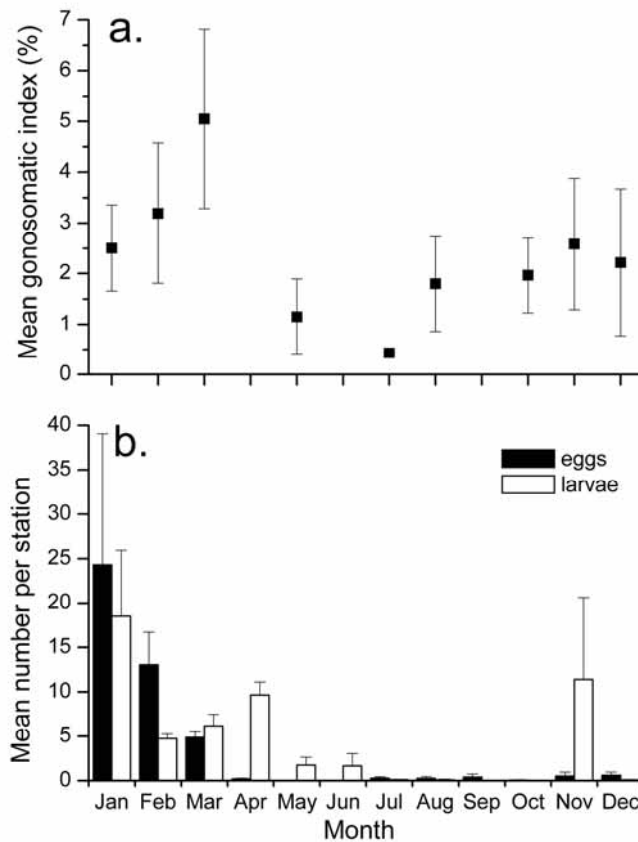 a.
Mean gonosomatic index (%)
7
6
5
4
3
2
1
0
b.
Mean number per station
40
35
30
25
20
15
10
5
0
eggs
larvae
Jan Feb Mar Apr May Jun Jul Aug Sep Oct Nov Dec
Month